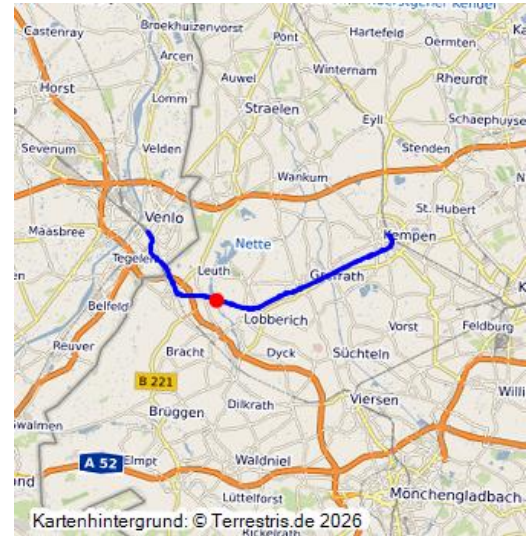 Castenray
Broekhuizenvorst
Pont
Hartefeld
Oermten
Arcen
Winternam
Auwel
Rheurdt
Horst
Lomm
Straelen
Eyll
Schaephuyse
Sevenum
Velden
Stenden
Wankum
Venlo
St. Hubert
Maasbree
Kempen
Nette
Tegelen
Leuth
Grefrath
Belfeld
Lobberich
Vorst
Feldburg
Reuver
Bracht
Dyck
Süchteln
B 221
Viersen
Willi
Swalmen
Brüggen
Dilkrath
A 52
Elmpt
Waldniel
Mönchengladbach
Lüttelforst
Kartenhintergrund: © Terrestris.de 2026
Rickelrath